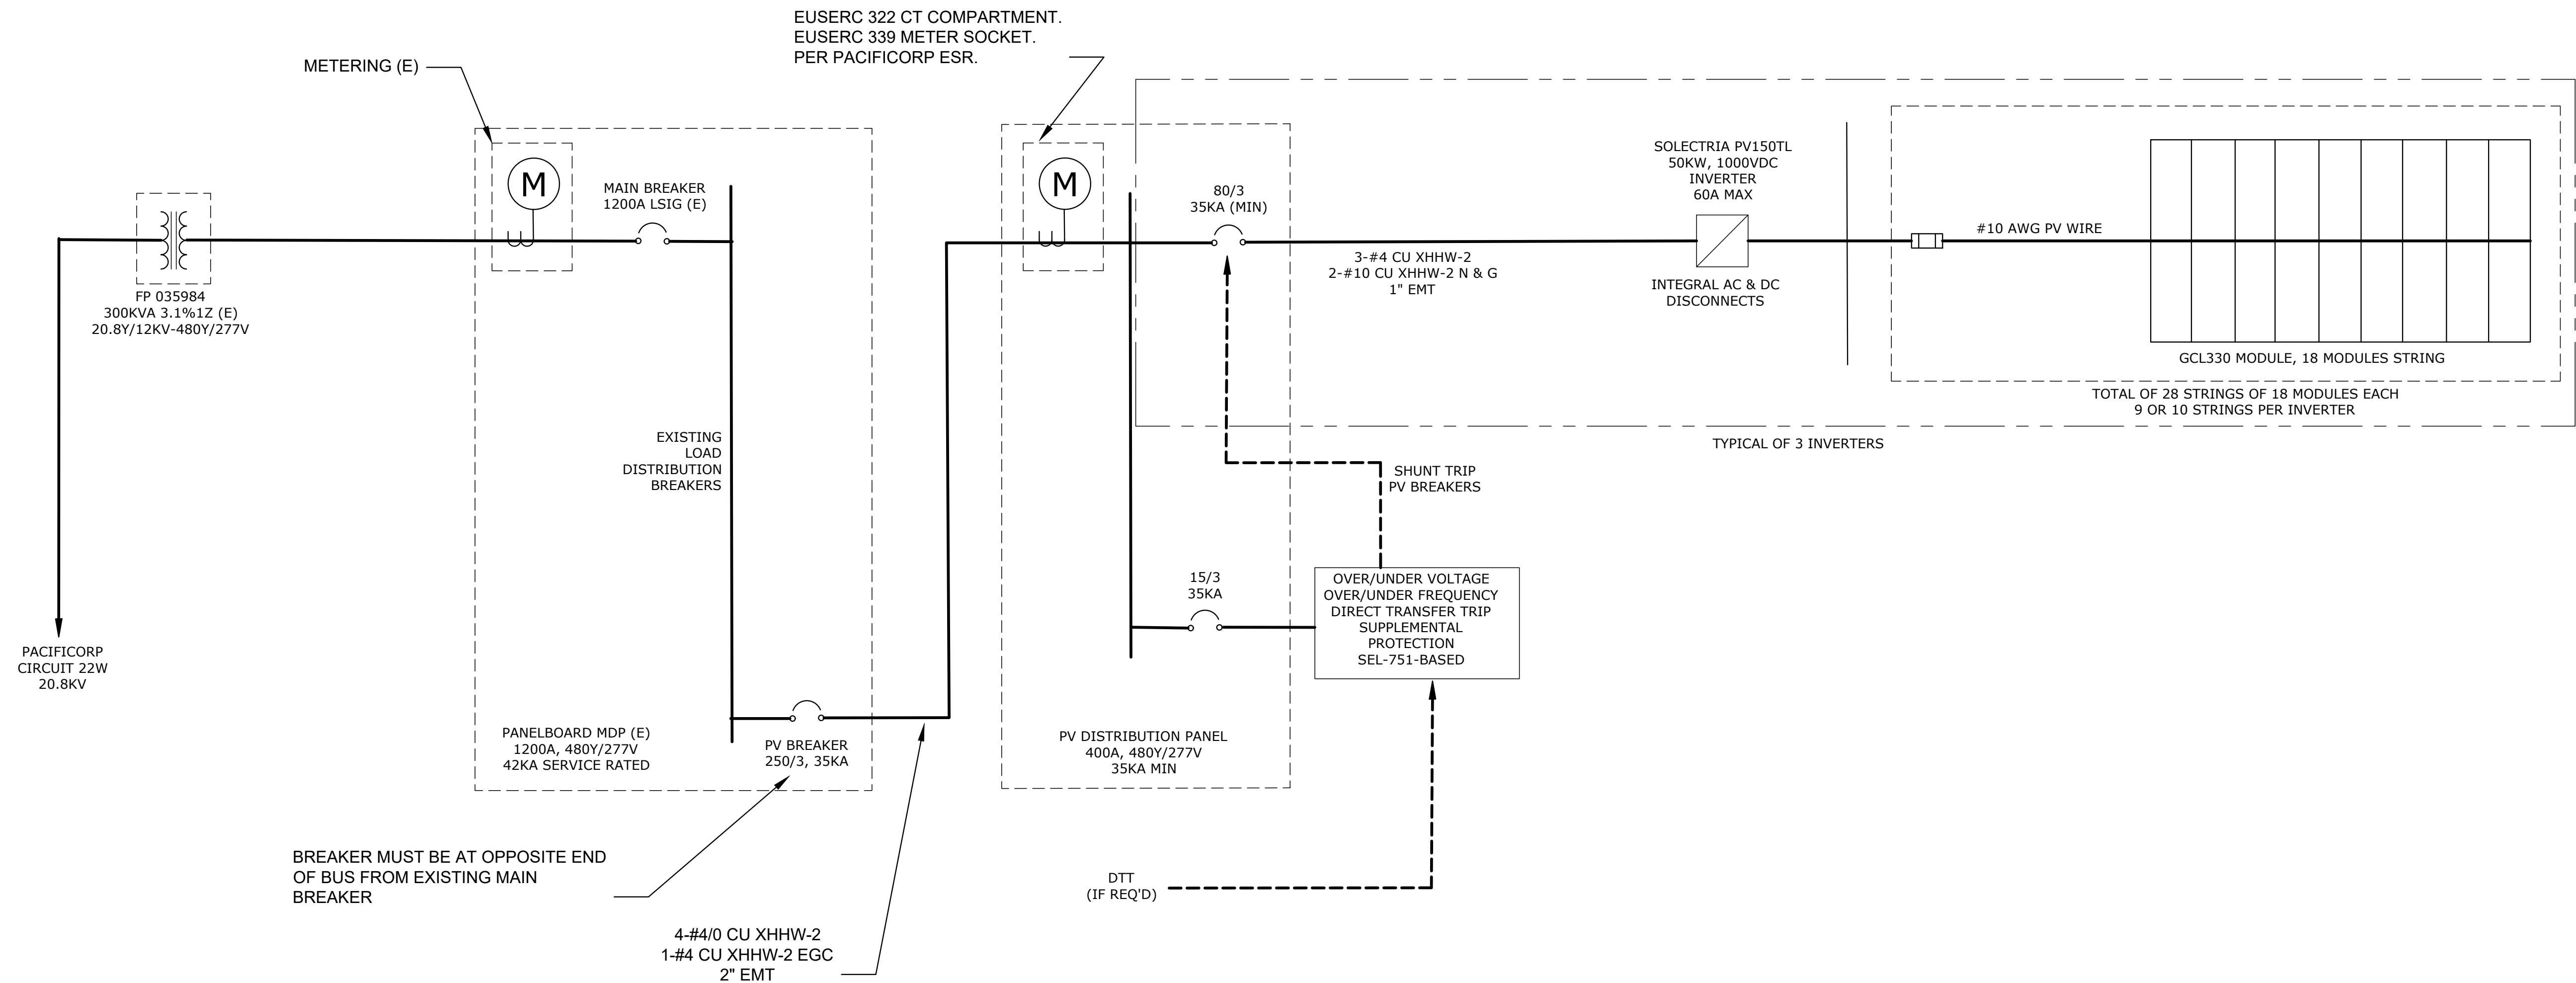 EUSERC 322 CT COMPARTMENT.
EUSERC 339 METER SOCKET.
PER PACIFICORP ESR.
METERING (E)
M
MAIN BREAKER
1200A LSIG (E)
M
80/3
35KA (MIN)
SOLECTRIA PV150TL
50KW, 1000VDC
INVERTER
60A MAX
#10 AWG PV WIRE
3-#4 CU XHHW-2
2-#10 CU XHHW-2 N & G
1" EMT
INTEGRAL AC & DC
DISCONNECTS
FP 035984
300KVA 3.1%1Z (E)
20.8Y/12KV-480Y/277V
GCL330 MODULE, 18 MODULES STRING
TOTAL OF 28 STRINGS OF 18 MODULES EACH
9 OR 10 STRINGS PER INVERTER
TYPICAL OF 3 INVERTERS
EXISTING
LOAD
DISTRIBUTION
BREAKERS
SHUNT TRIP
PV BREAKERS
15/3
35KA
OVER/UNDER VOLTAGE
OVER/UNDER FREQUENCY
DIRECT TRANSFER TRIP
SUPPLEMENTAL
PROTECTION
SEL-751-BASED
PACIFICORP
CIRCUIT 22W
20.8KV
PANELBOARD MDP (E)
1200A, 480Y/277V
42KA SERVICE RATED
PV BREAKER
250/3, 35KA
PV DISTRIBUTION PANEL
400A, 480Y/277V
35KA MIN
BREAKER MUST BE AT OPPOSITE END
OF BUS FROM EXISTING MAIN
BREAKER
DTT
(IF REQ'D)
4-#4/0 CU XHHW-2
1-#4 CU XHHW-2 EGC
2" EMT